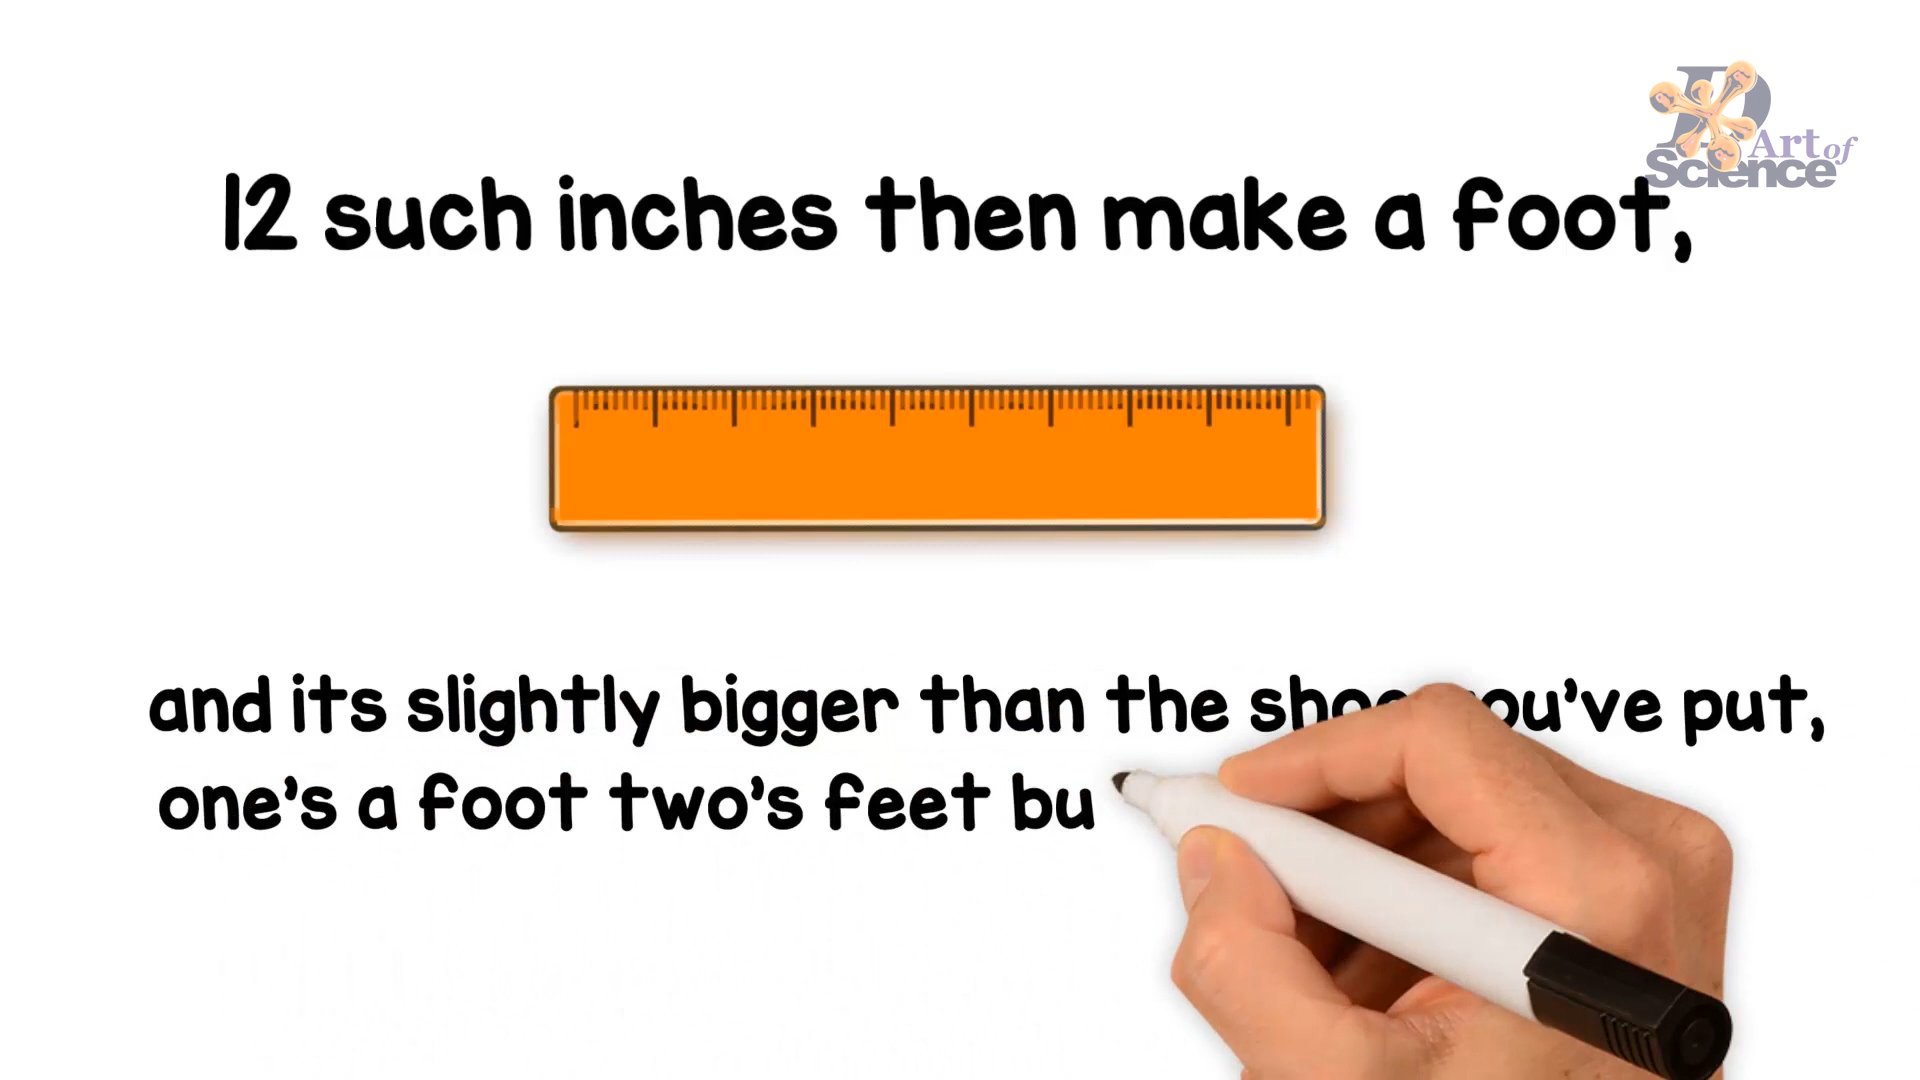 Art of
Science
12 such inches then make a foot,
and its slightly bigger than the you've put,
one's a foot two's feet bu